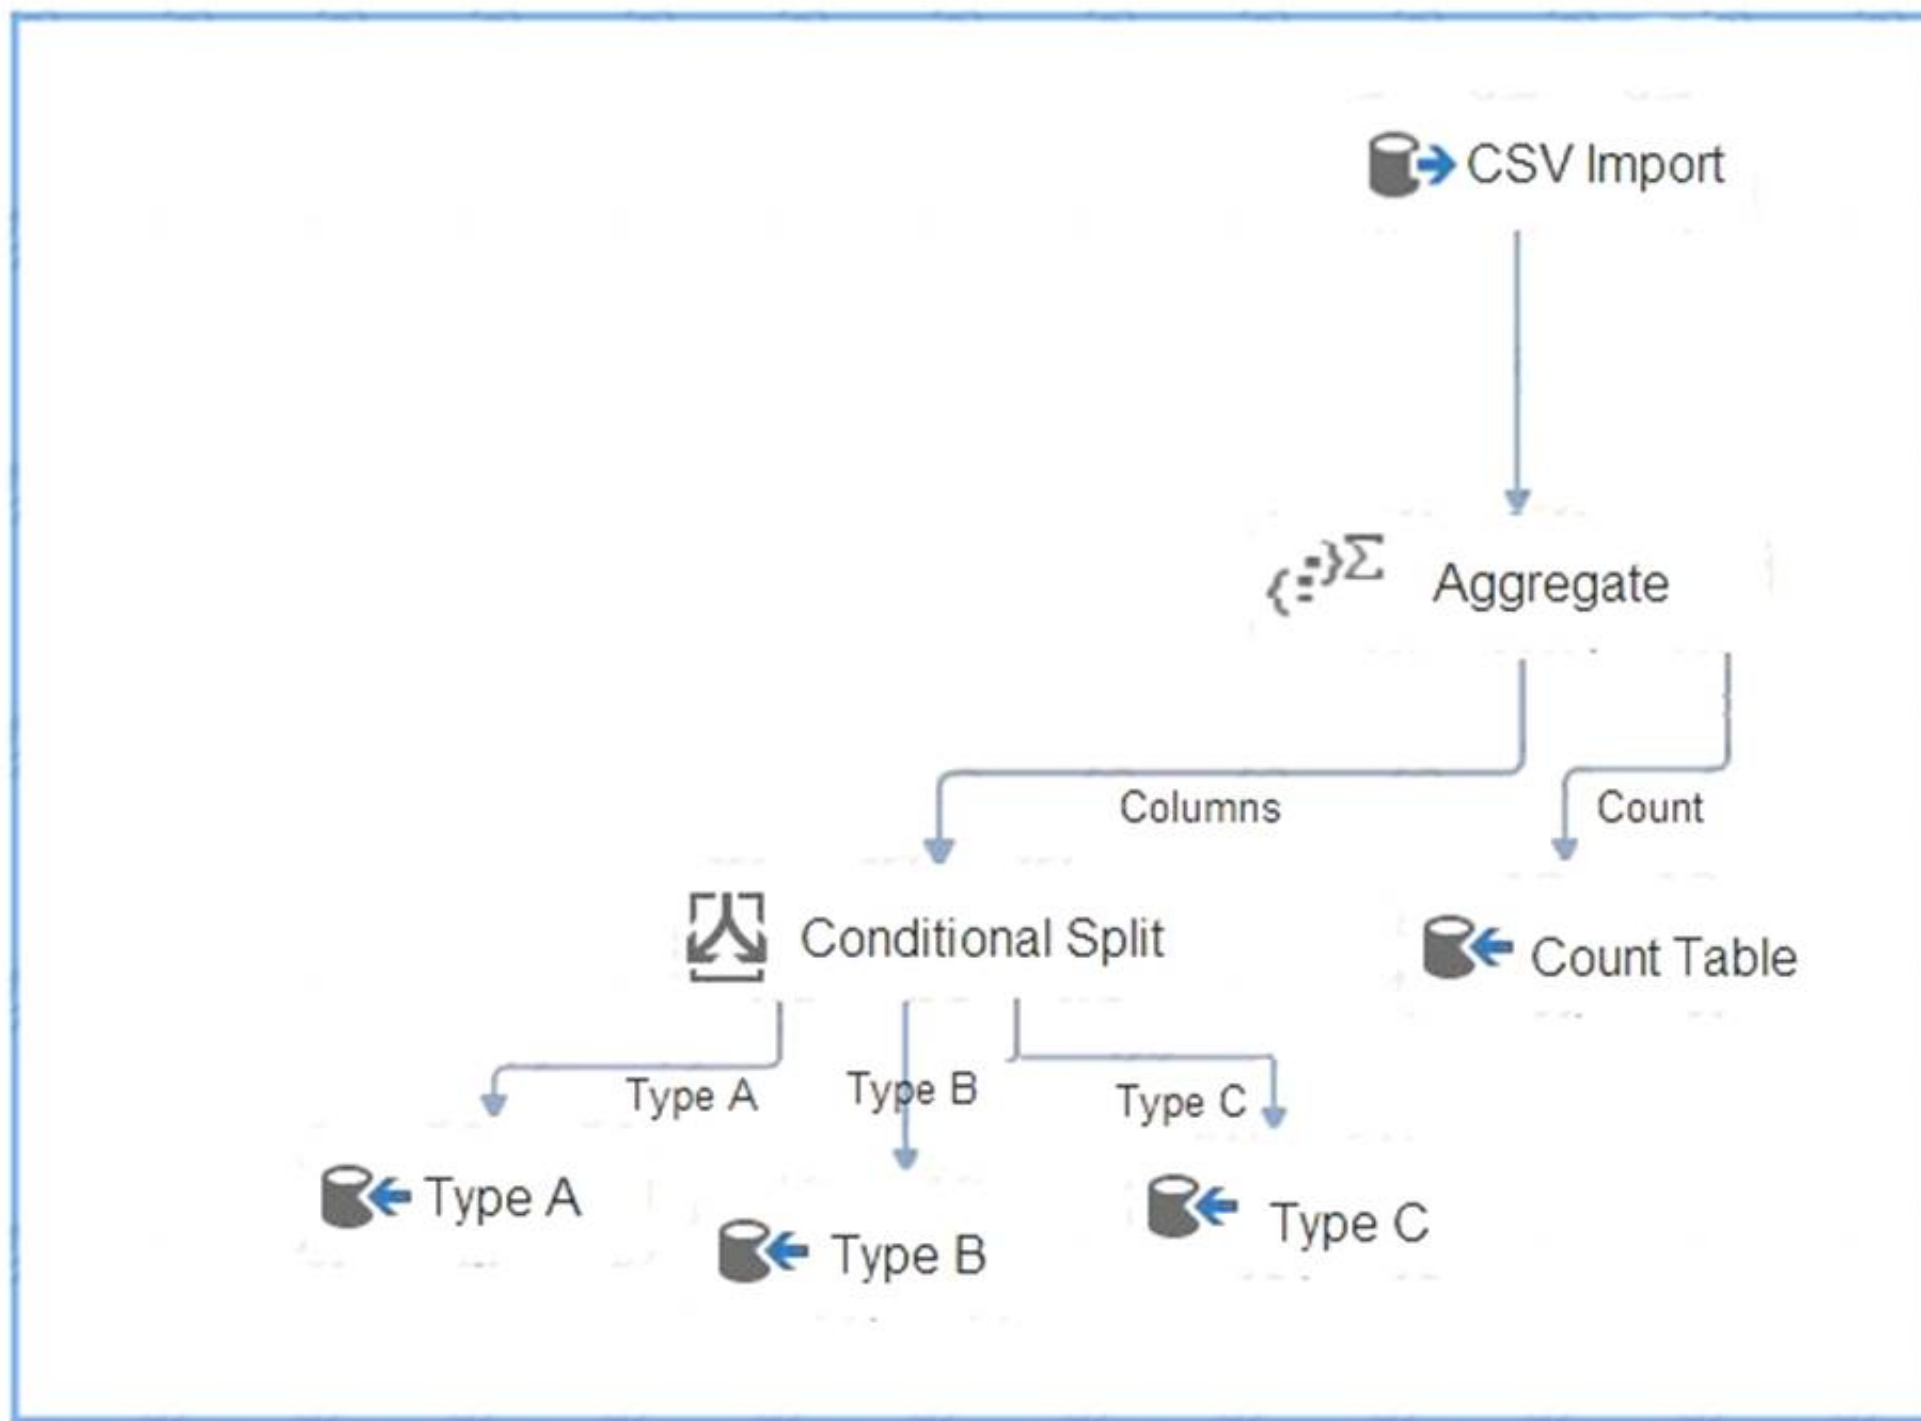 CSV Import
Aggregate
Columns
Count
Conditional Split
Count Table
Type A
Type B
Type C
Type A
Type B
Type C